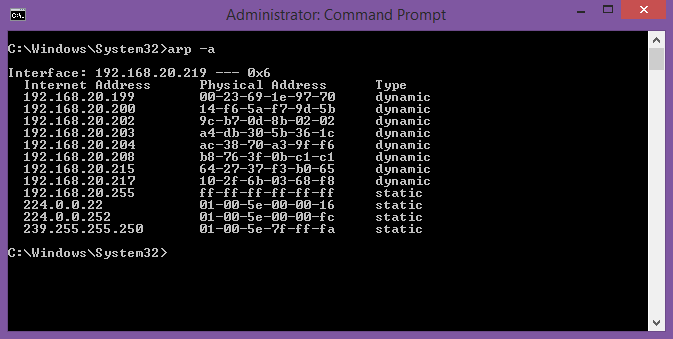 Administrator: Command Prompt
C:\Windows\System32>arp -a
Interface: 192.168.20.219 --- 0x6
Internet Address Physical Address Type
192.168.20.199 00-23-69-1e-97-70 dynamic
192.168.20.200 14-f6-5a-f7-9d-5b dynamic
192.168.20.202 9c-b7-0d-8b-02-02 dynamic
192.168.20.203 a4-db-30-5b-36-1c dynamic
192.168.20.204 ac-38-70-a3-9f-f6 dynamic
192.168.20.208 b8-76-3f-0b-c1-c1 dynamic
192.168.20.215 64-27-37-f3-b0-65 dynamic
192.168.20.217 10-2f-6b-03-68-f8 dynamic
192.168.20.255 ff-ff-ff-ff-ff-ff static
224.0.0.22 01-00-5e-00-00-16 static
224.0.0.252 01-00-5e-00-00-fc static
239.255.255.250 01-00-5e-7f-ff-fa static
C:\Windows\System32>